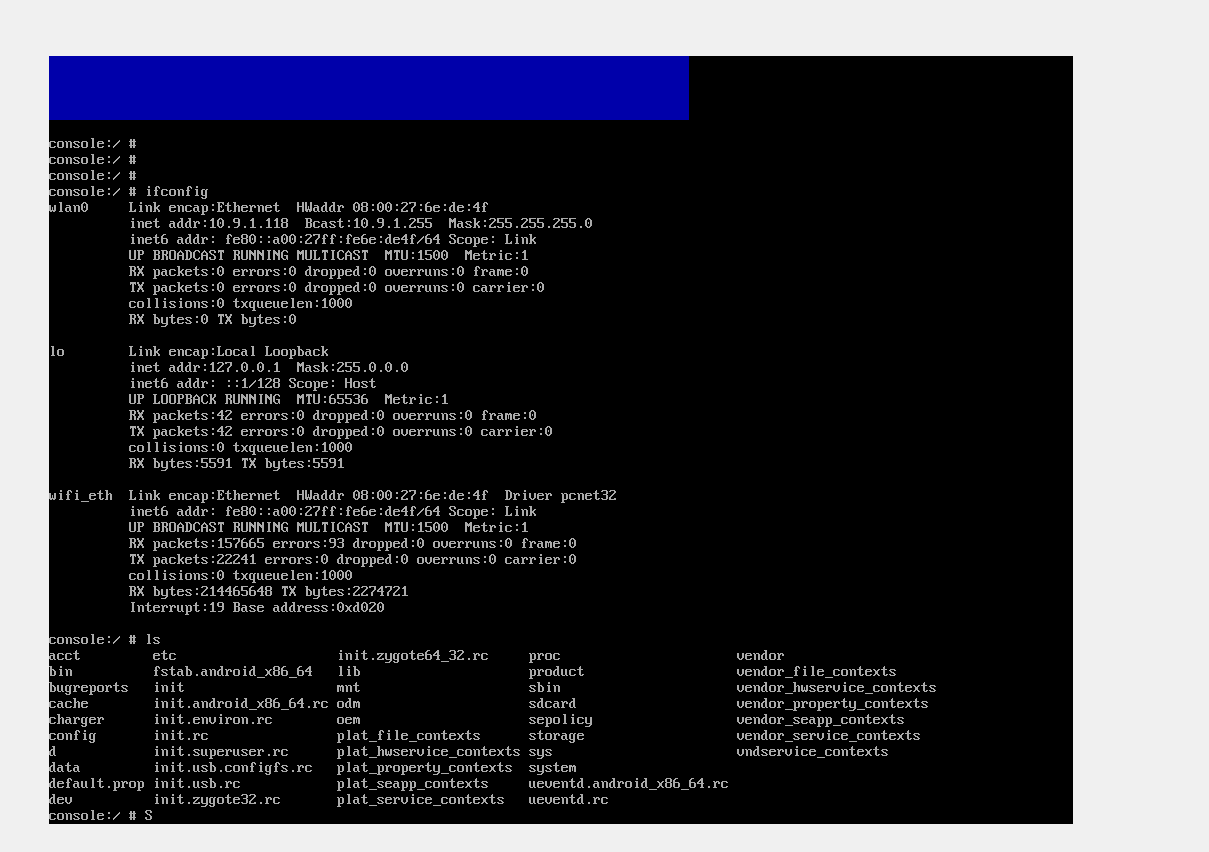 console:/ #
console:/ #
console:/ #
console:/ # ifconfig
wlan0     Link encap:Ethernet  HWaddr 08:00:27:6e:de:4f
          inet addr:10.9.1.118  Bcast:10.9.1.255  Mask:255.255.255.0
          inet6 addr: fe80::a00:27ff:fe6e:de4f/64 Scope: Link
          UP BROADCAST RUNNING MULTICAST  MTU:1500  Metric:1
          RX packets:0 errors:0 dropped:0 overruns:0 frame:0
          TX packets:0 errors:0 dropped:0 overruns:0 carrier:0
          collisions:0 txqueuelen:1000
          RX bytes:0 TX bytes:0
lo        Link encap:Local Loopback
          inet addr:127.0.0.1  Mask:255.0.0.0
          inet6 addr: ::1/128 Scope: Host
          UP LOOPBACK RUNNING  MTU:65536  Metric:1
          RX packets:42 errors:0 dropped:0 overruns:0 frame:0
          TX packets:42 errors:0 dropped:0 overruns:0 carrier:0
          collisions:0 txqueuelen:1000
          RX bytes:5591 TX bytes:5591
wifi_eth  Link encap:Ethernet  HWaddr 08:00:27:6e:de:4f  Driver pcnet32
          inet6 addr: fe80::a00:27ff:fe6e:de4f/64 Scope: Link
          UP BROADCAST RUNNING MULTICAST  MTU:1500  Metric:1
          RX packets:157665 errors:93 dropped:0 overruns:0 frame:0
          TX packets:22241 errors:0 dropped:0 overruns:0 carrier:0
          collisions:0 txqueuelen:1000
          RX bytes:214465648 TX bytes:2274721
          Interrupt:19 Base address:0xd020
console:/ # ls
acct         etc                    init.zygote64_32.rc     proc                      vendor
bin          fstab.android_x86_64   lib                     product                   vendor_file_contexts
bugreports   init                   mnt                     sbin                      vendor_hwservice_contexts
cache        init.android_x86_64.rc odm                     sdcard                    vendor_property_contexts
charger      init.environ.rc        oem                     sepolicy                  vendor_seapp_contexts
config       init.rc                plat_file_contexts      storage                   vendor_service_contexts
d            init.superuser.rc      plat_hwservice_contexts sys                       vndservice_contexts
data         init.usb.configfs.rc   plat_property_contexts  system
default.prop init.usb.rc            plat_seapp_contexts     ueventd.android_x86_64.rc
dev          init.zygote32.rc       plat_service_contexts   ueventd.rc
console:/ # S